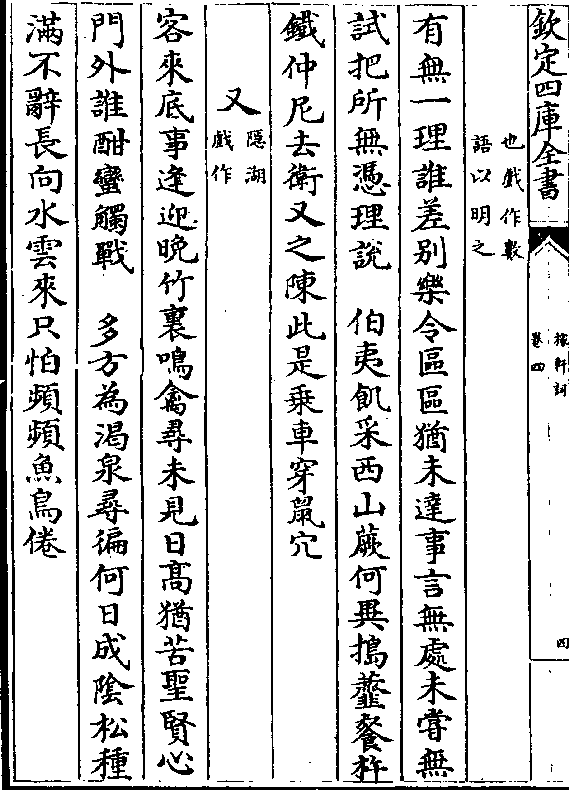 欽定四庫全書
稼軒詞
卷四
四
也戲作數
語以明之
有無一理誰差别樂令區區猶未達事言無處未嘗無
試把所無憑理說　伯夷飢采西山蕨何異擣虀餐杵
鐵仲尼去衛又之陳此是乗車穿䑕穴
又隱湖
戲作
客來底事逢迎晚竹裏鳴禽尋未見日高猶苦聖賢心
門外誰酣蠻觸戰　多方為渴泉尋徧何日成陰松種
滿不辭長向水雲來只怕頻頻魚鳥倦